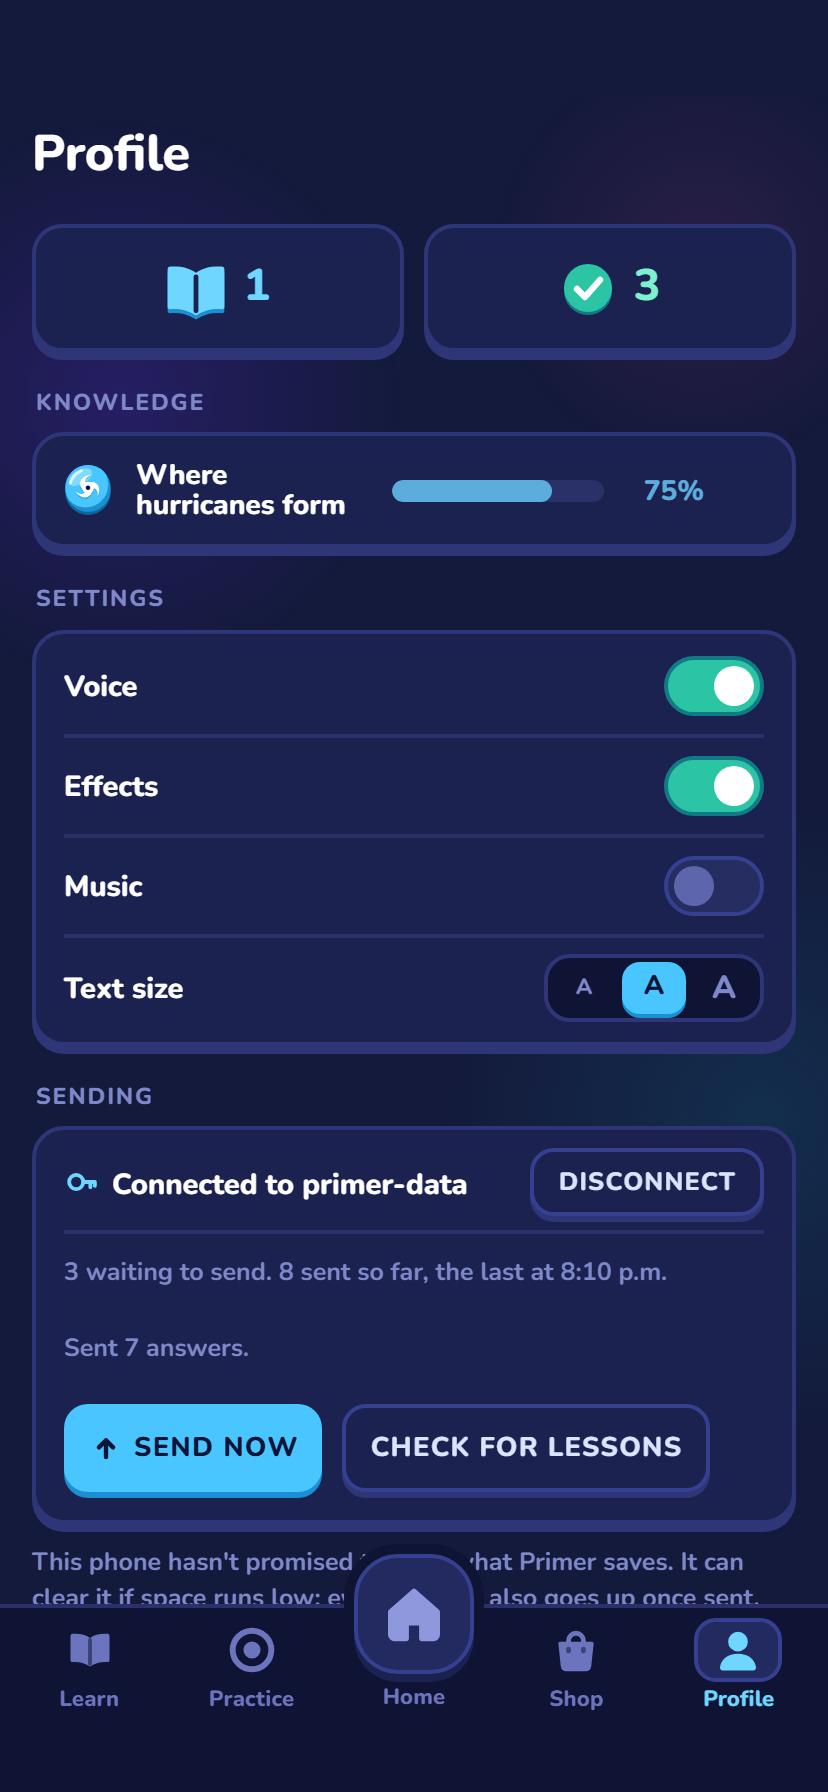 Profile
1
3
KNOWLEDGE
Where
hurricanes form
75%
SETTINGS
Voice
Effects
Music
Text size
A A A
SENDING
Connected to primer-data
DISCONNECT
3 waiting to send. 8 sent so far, the last at 8:10 p.m.
Sent 7 answers.
SEND NOW
CHECK FOR LESSONS
This phone hasn't promised Primer saves. It can
clear it if space runs low; also goes up once sent.
Learn
Practice
Home
Shop
Profile